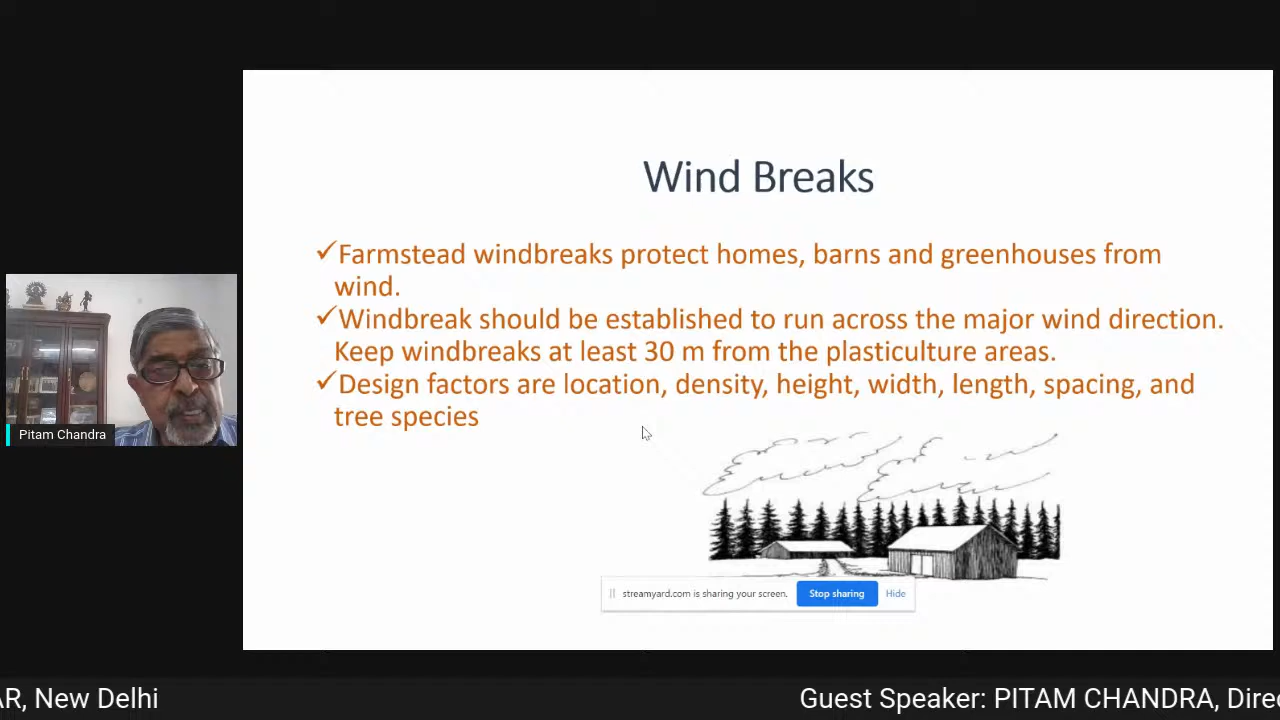 Wind Breaks
✓Farmstead windbreaks protect homes, barns and greenhouses from
wind.
✓Windbreak should be established to run across the major wind direction.
Keep windbreaks at least 30 m from the plasticulture areas.
✓Design factors are location, density, height, width, length, spacing, and
tree species
Pitam Chandra
streamyard.com is sharing your screen. Stop sharing Hide
AR, New Delhi
Guest Speaker: PITAM CHANDRA, Direc